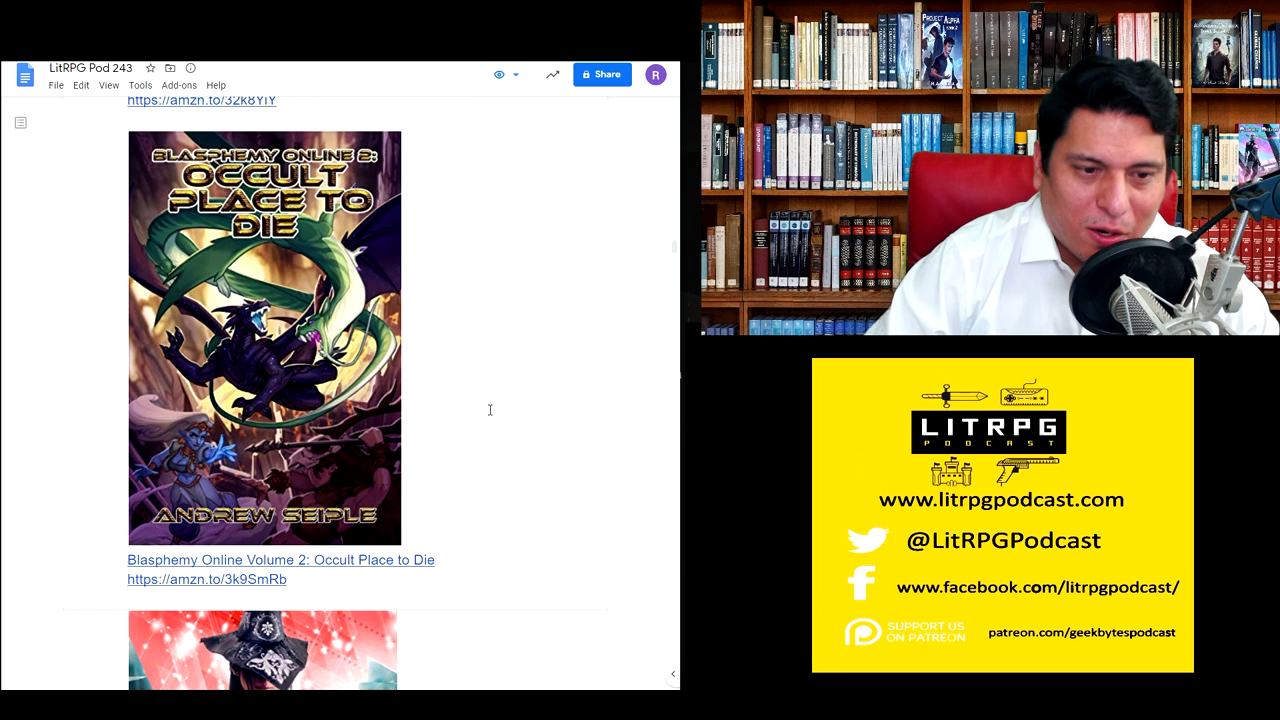 LitRPG Pod 243
File Edit View Tools Add-ons Help
Share
R
https://amzn.to/32k8YlY
BLASPHEMY ONLINE 2:
OCCULT
PLACE TO
DIE
ANDREW SEIPLE
Blasphemy Online Volume 2: Occult Place to Die
https://amzn.to/3k9SmRb
PROJECT
ALPHA
LITRPG
PODCAST
www.litrpgpodcast.com
@LitRPGPodcast
www.facebook.com/litrpgpodcast/
SUPPORT US
ON PATREON
patreon.com/geekbytespodcast